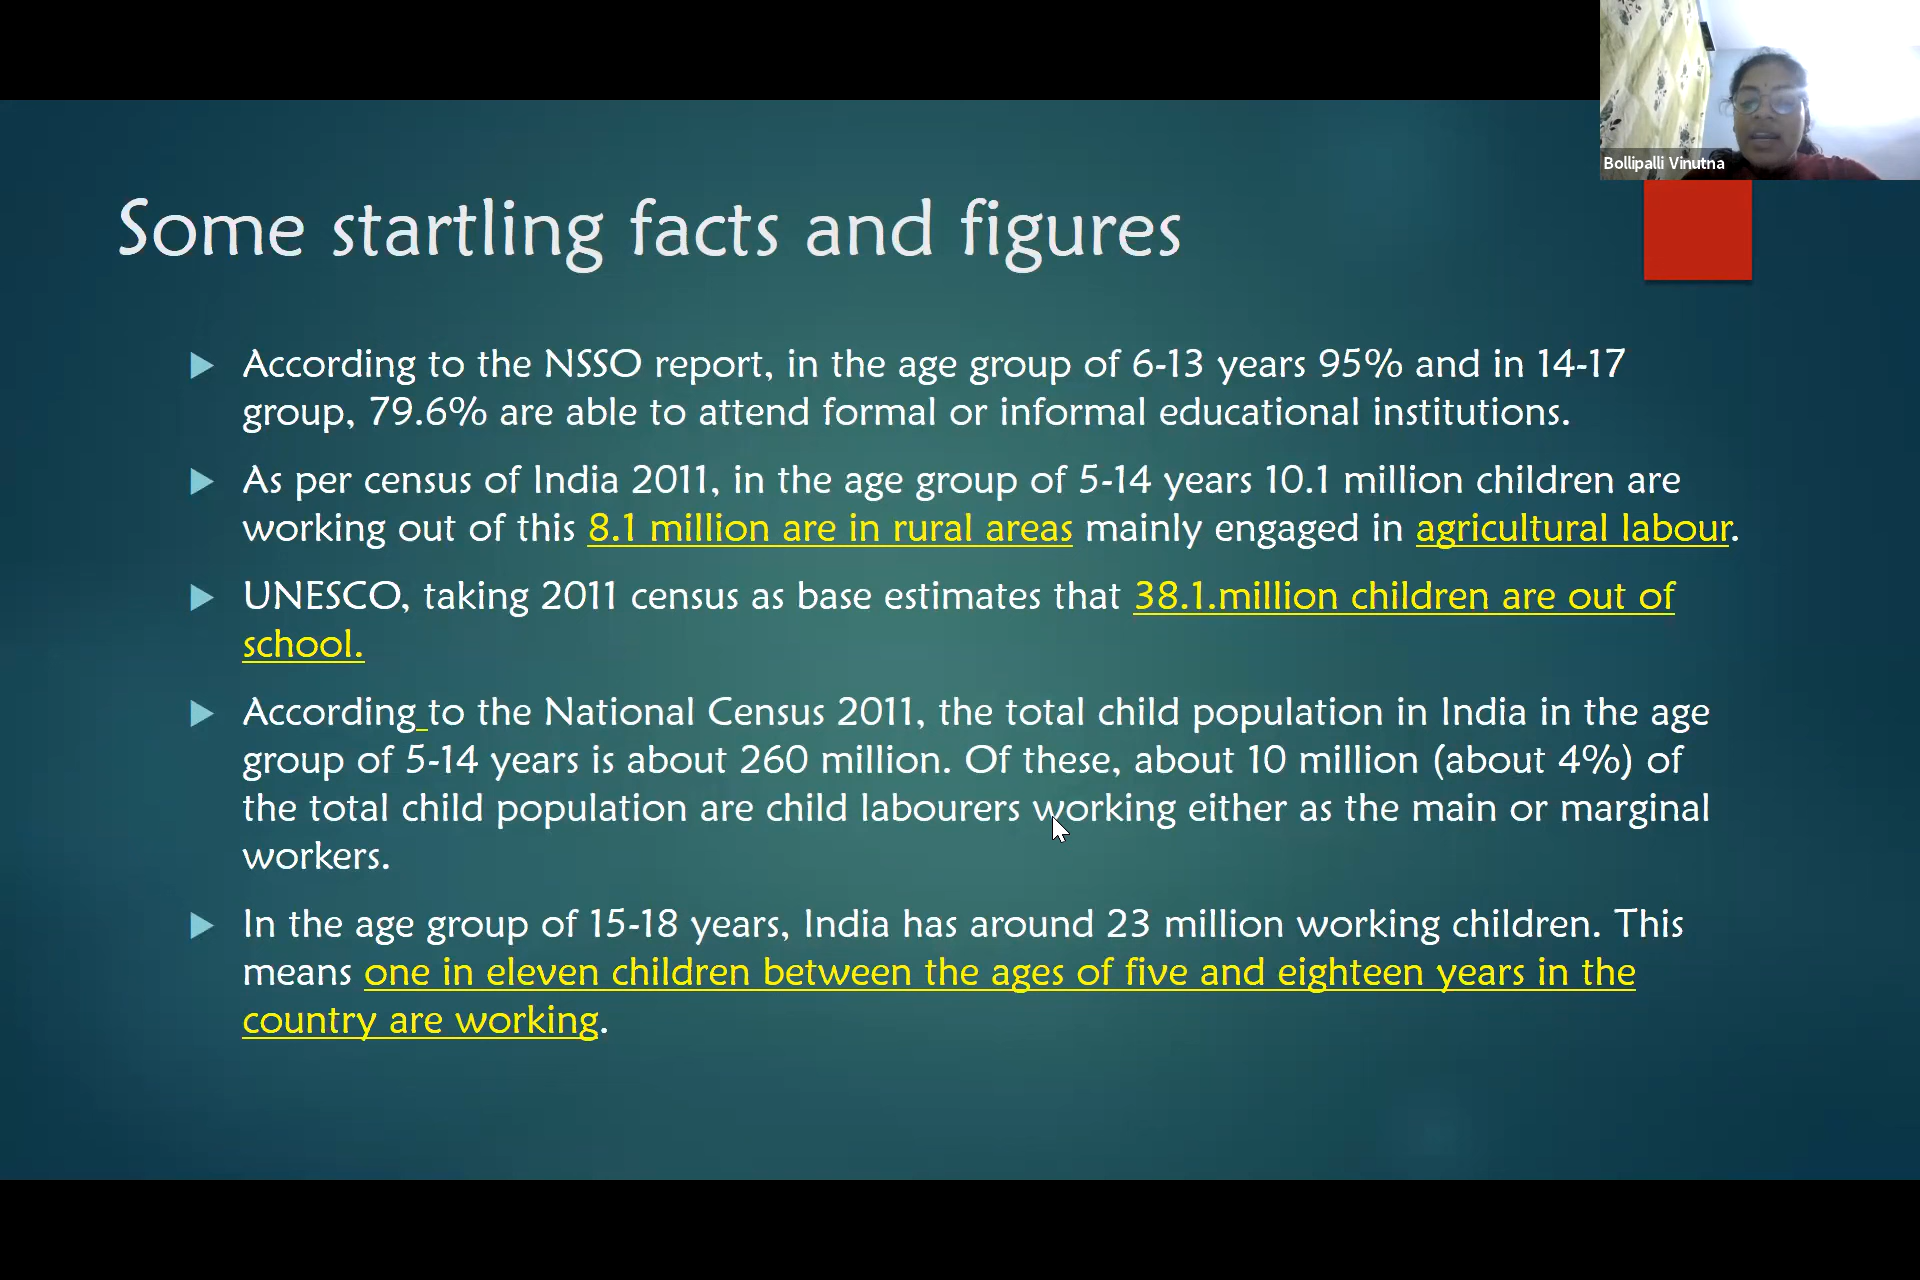 Bollipalli Vinutna
Some startling facts and figures
According to the NSSO report, in the age group of 6-13 years 95% and in 14-17
group, 79.6% are able to attend formal or informal educational institutions.
As per census of India 2011, in the age group of 5-14 years 10.1 million children are
working out of this 8.1 million are in rural areas mainly engaged in agricultural labour.
UNESCO, taking 2011 census as base estimates that 38.1.million children are out of
school.
According to the National Census 2011, the total child population in India in the age
group of 5-14 years is about 260 million. Of these, about 10 million (about 4%) of
the total child population are child labourers working either as the main or marginal
workers.
In the age group of 15-18 years, India has around 23 million working children. This
means one in eleven children between the ages of five and eighteen years in the
country are working.